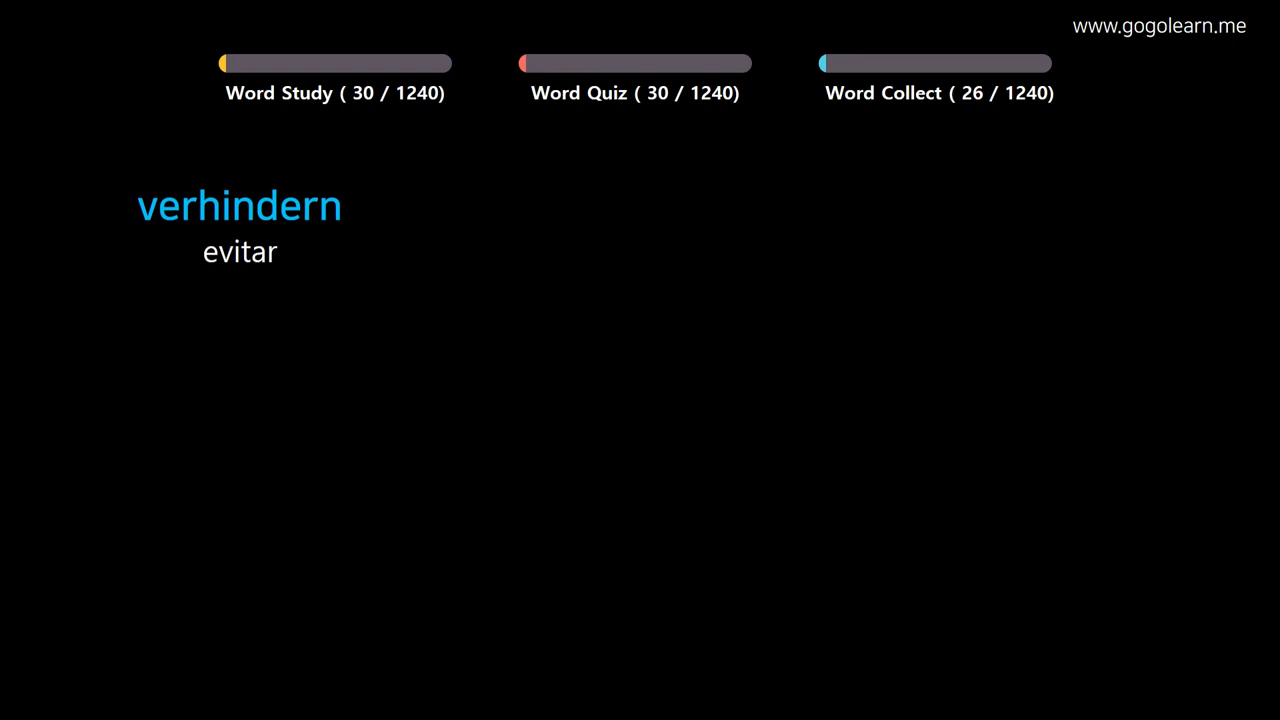 www.gogolearn.me
Word Study ( 30 / 1240)
Word Quiz ( 30 / 1240)
Word Collect ( 26 / 1240)
verhindern
evitar